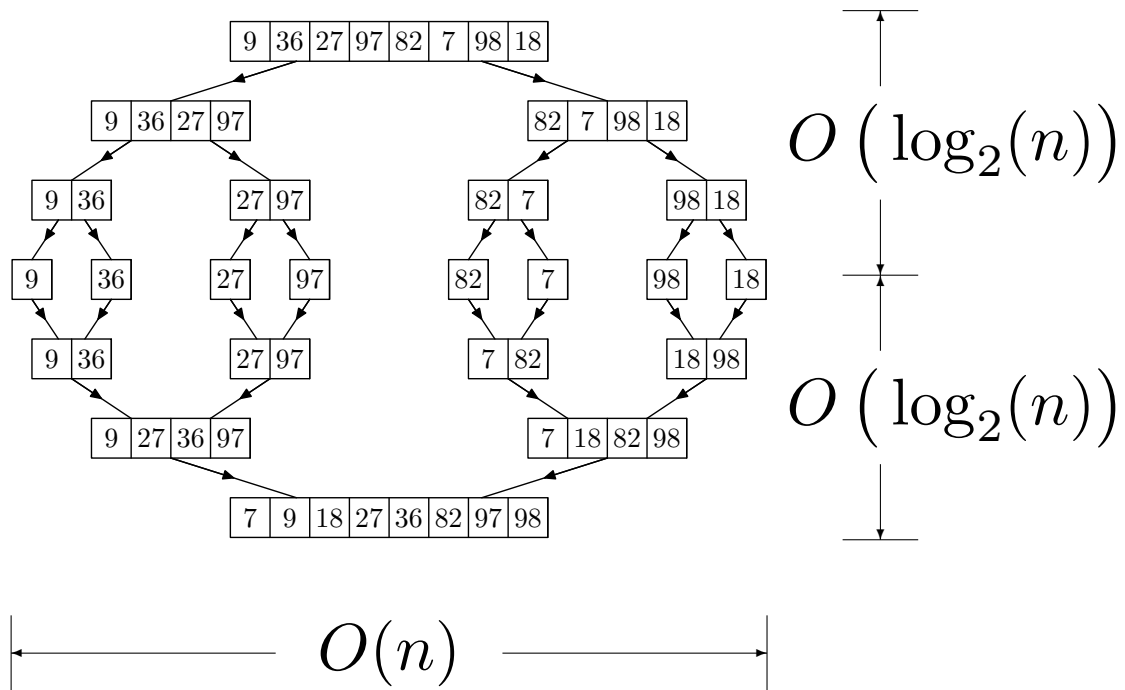 9 36 27 97 82 7 98 18
9 36 27 97 82 7 98 18
O(log₂(n))
9 36 27 97 82 7 98 18
9 36 27 97 82 7 98 18
9 36 27 97 7 82 18 98
O(log₂(n))
9 27 36 97 7 18 82 98
7 9 18 27 36 82 97 98
O(n)